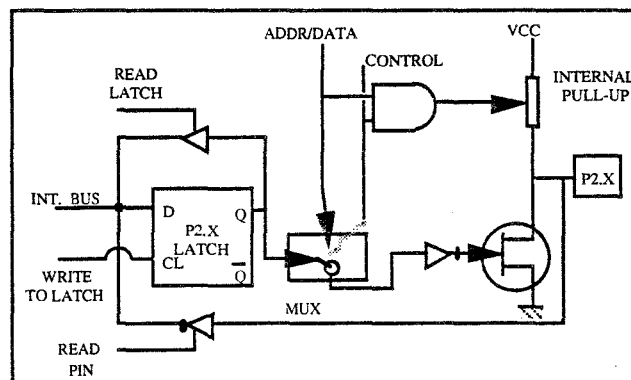 ADDR/DATA
VCC
CONTROL
READ
LATCH
INTERNAL
PULL-UP
P2.X
INT. BUS
D
Q
P2.X
LATCH
CL
Q
WRITE
TO LATCH
MUX
READ
PIN